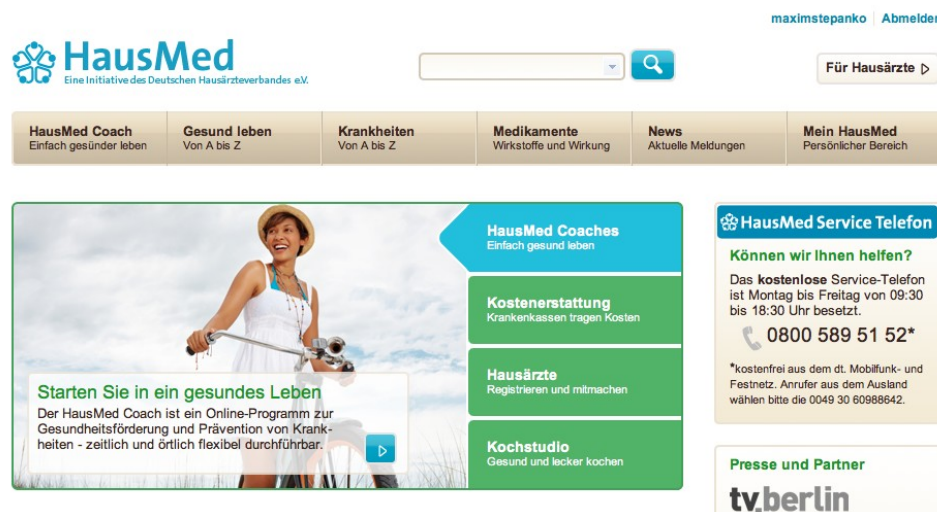 maximstepanko Abmelden
HausMed
Eine Initiative des Deutschen Hausärzteverbandes e.V.
Für Hausärzte
HausMed Coach
Einfach gesünder leben
Gesund leben
Von A bis Z
Krankheiten
Von A bis Z
Medikamente
Wirkstoffe und Wirkung
News
Aktuelle Meldungen
Mein HausMed
Persönlicher Bereich
Starten Sie in ein gesundes Leben
Der HausMed Coach ist ein Online-Programm zur
Gesundheitsförderung und Prävention von Krank-
heiten - zeitlich und örtlich flexibel durchführbar.
HausMed Coaches
Einfach gesund leben
Kostenerstattung
Krankenkassen tragen Kosten
Hausärzte
Registrieren und mitmachen
Kochstudio
Gesund und lecker kochen
HausMed Service Telefon
Können wir Ihnen helfen?
Das kostenlose Service-Telefon
ist Montag bis Freitag von 09:30
bis 18:30 Uhr besetzt.
0800 589 51 52*
*kostenfrei aus dem dt. Mobilfunk- und
Festnetz. Anrufer aus dem Ausland
wählen bitte die 0049 30 60988642.
Presse und Partner
tv.berlin